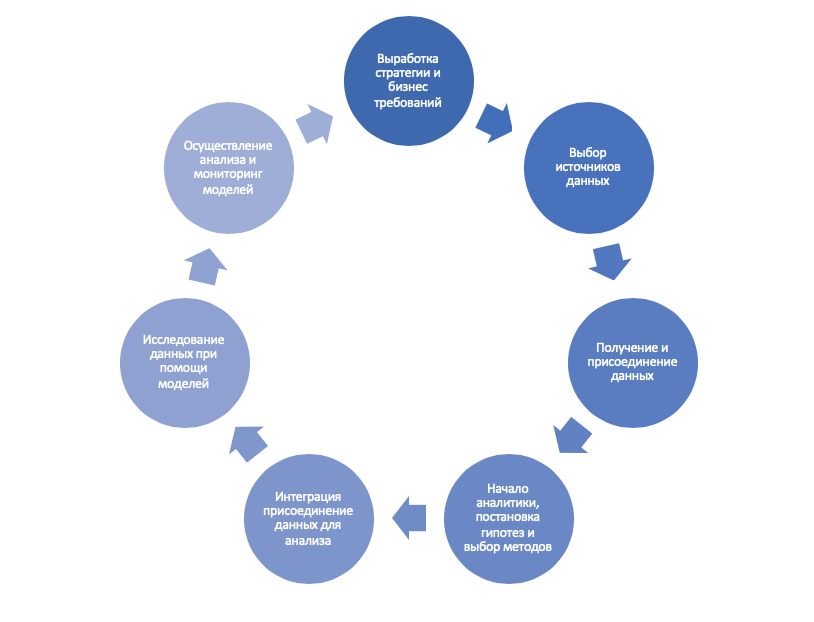 Выработка
стратегии и
бизнес
требований
Выбор
источников
данных
Получение и
присоединение
данных
Начало
аналитики,
постановка
гипотез и
выбор методов
Интеграция
присоединение
данных для
анализа
Исследование
данных при
помощи
моделей
Осуществление
анализа и
мониторинг
моделей